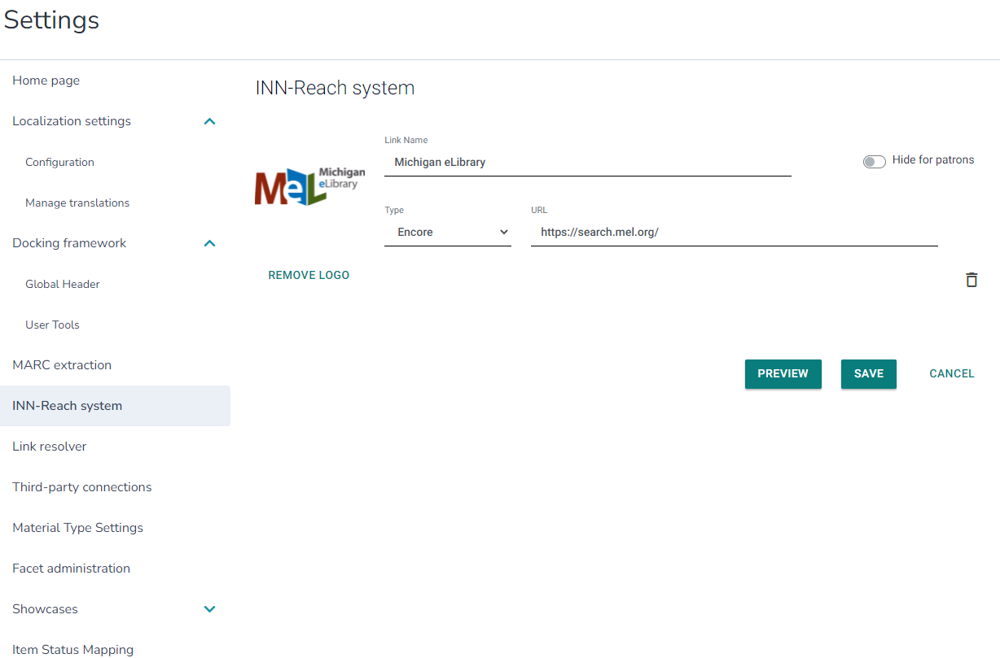 Settings
Home page
Localization settings
Configuration
Manage translations
Docking framework
Global Header
User Tools
MARC extraction
INN-Reach system
Link resolver
Third-party connections
Material Type Settings
Facet administration
Showcases
Item Status Mapping
INN-Reach system
MeL Michigan
eLibrary
Link Name
Michigan eLibrary
Hide for patrons
Type
Encore
URL
https://search.mel.org/
REMOVE LOGO
PREVIEW
SAVE
CANCEL